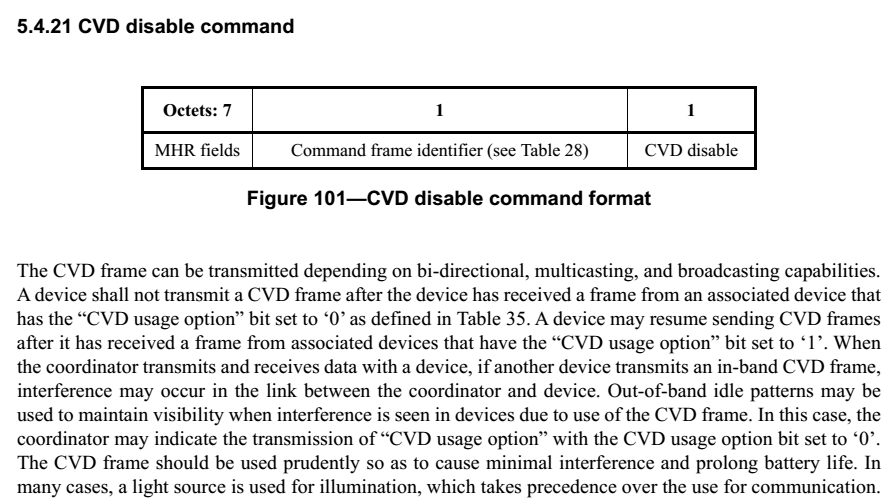 5.4.21 CVD disable command
Octets: 7 1 1
MHR fields Command frame identifier (see Table 28) CVD disable
Figure 101—CVD disable command format
The CVD frame can be transmitted depending on bi-directional, multicasting, and broadcasting capabilities.
A device shall not transmit a CVD frame after the device has received a frame from an associated device that
has the “CVD usage option” bit set to ‘0’ as defined in Table 35. A device may resume sending CVD frames
after it has received a frame from associated devices that have the “CVD usage option” bit set to ‘1’. When
the coordinator transmits and receives data with a device, if another device transmits an in-band CVD frame,
interference may occur in the link between the coordinator and device. Out-of-band idle patterns may be
used to maintain visibility when interference is seen in devices due to use of the CVD frame. In this case, the
coordinator may indicate the transmission of “CVD usage option” with the CVD usage option bit set to ‘0’.
The CVD frame should be used prudently so as to cause minimal interference and prolong battery life. In
many cases, a light source is used for illumination, which takes precedence over the use for communication.